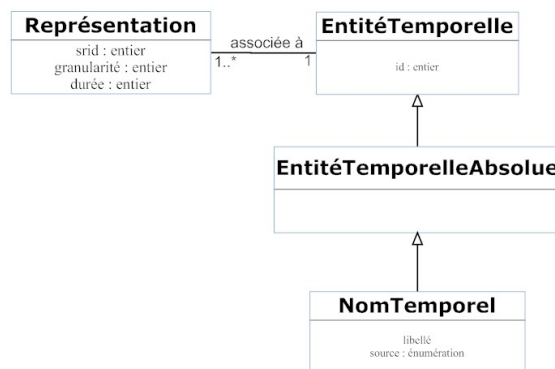 Représentation
srid : entier
granularité : entier
durée : entier
associée à
1..*
1
EntitéTemporelle
id : entier
EntitéTemporelleAbsolue
NomTemporel
libellé
source : énumération